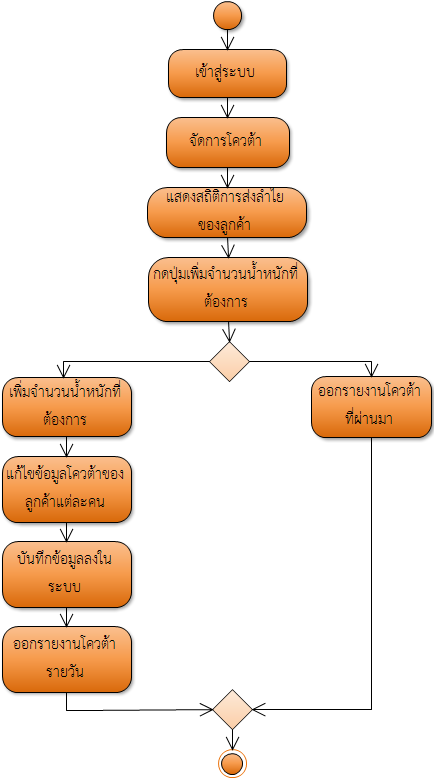 เข้าสู่ระบบ
จัดการโควต้า
แสดงสถิติการส่งลำไย
ของลูกค้า
กดปุ่มเพิ่มจำนวนน้ำหนักที่
ต้องการ
เพิ่มจำนวนน้ำหนักที่
ต้องการ
ออกรายงานโควต้า
ที่ผ่านมา
แก้ไขข้อมูลโควต้าของ
ลูกค้าแต่ละคน
บันทึกข้อมูลลงใน
ระบบ
ออกรายงานโควต้า
รายวัน